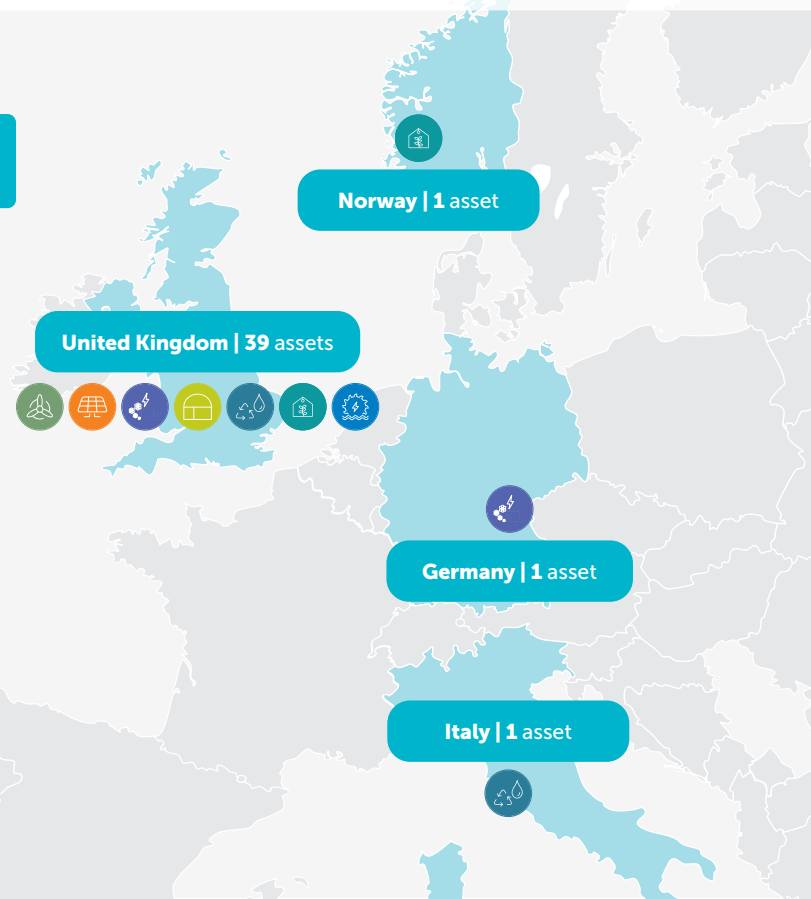 Norway | 1 asset
United Kingdom | 39 assets
Germany | 1 asset
Italy | 1 asset